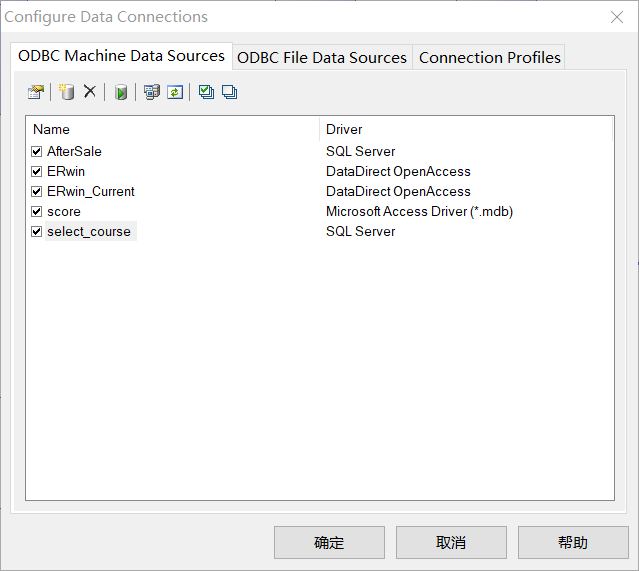 Configure Data Connections
ODBC Machine Data Sources ODBC File Data Sources Connection Profiles
Name Driver
AfterSale SQL Server
ERwin DataDirect OpenAccess
ERwin_Current DataDirect OpenAccess
score Microsoft Access Driver (*.mdb)
select_course SQL Server
确定 取消 帮助